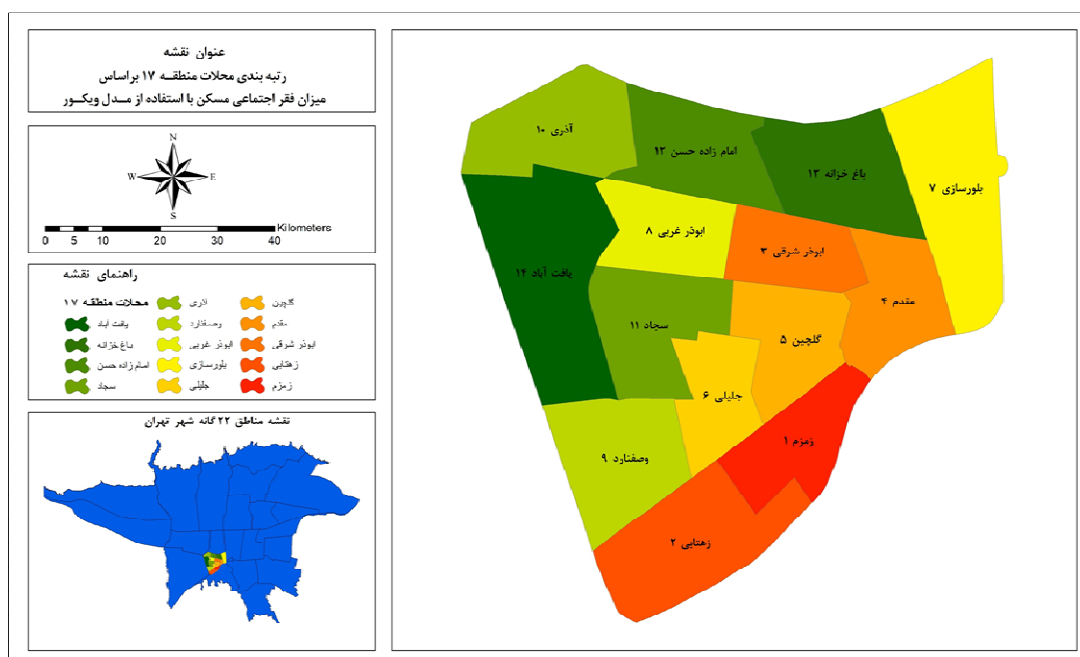 عنوان نقشه
رتبه بندی محلات منطقه ۱۷ براساس
میزان فقر اجتماعی مسکن با استفاده از مدل ویکور
N
W
E
S
0 5 10 20 30 40
Kilometers
راهنمای نقشه
محلات منطقه ۱۷
یافت آباد
باغ خزانه
امام زاده حسن
سجاد
آذری
وصفنارد
ابوذر غربی
بلورسازی
جلیلی
گلچین
مقدم
ابوذر شرقی
زهتابی
زمزم
نقشه مناطق ۲۲ گانه شهر تهران
آذری ۱۰
امام زاده حسن ۱۲
باغ خزانه ۱۳
بلورسازی ۷
ابوذر غربی ۸
ابوذر شرقی ۳
مقدم ۴
یافت آباد ۱۴
سجاد ۱۱
گلچین ۵
جلیلی ۶
زمزم ۱
وصفنارد ۹
زهتابی ۲